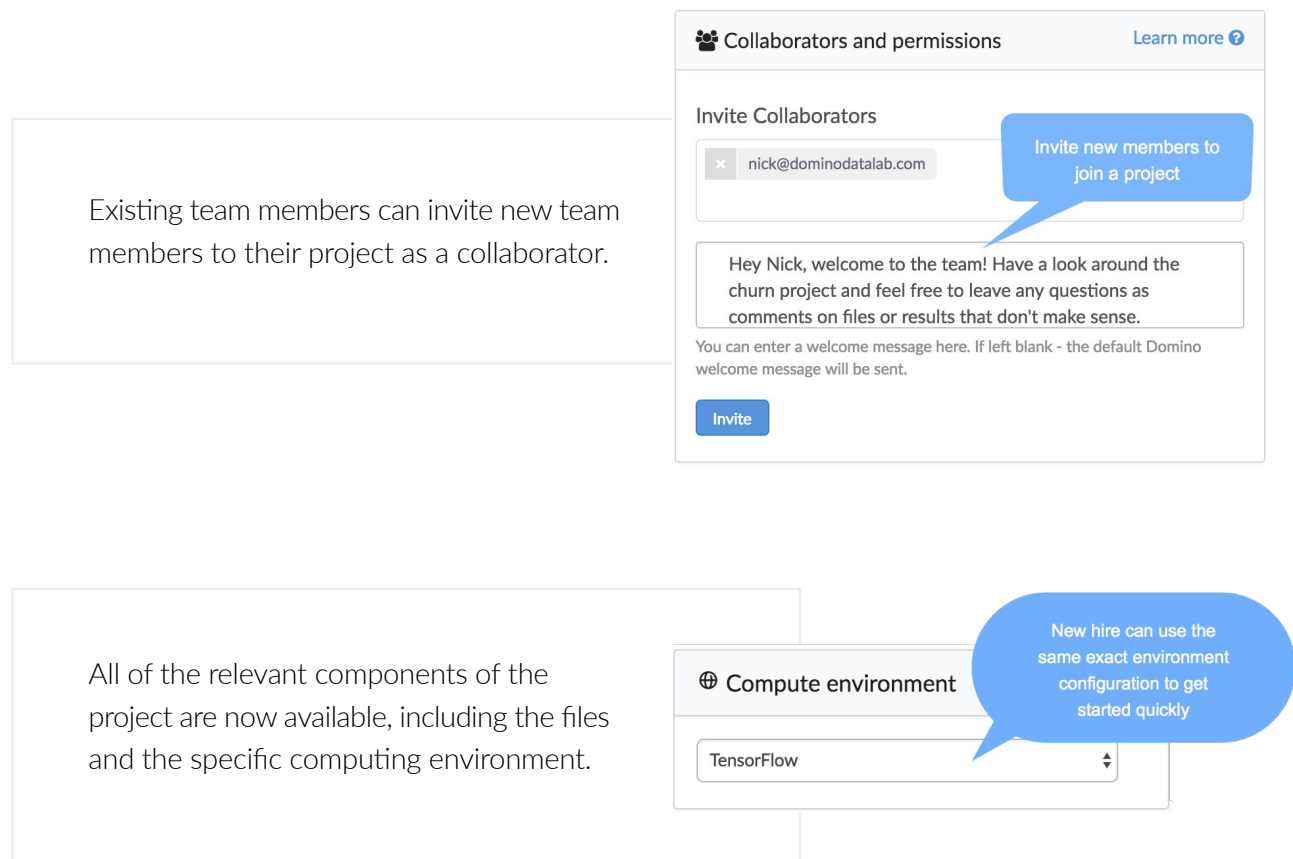 Collaborators and permissions
Learn more
Invite Collaborators
× nick@dominodatalab.com
Invite new members to
join a project
Existing team members can invite new team
members to their project as a collaborator.
Hey Nick, welcome to the team! Have a look around the
churn project and feel free to leave any questions as
comments on files or results that don't make sense.
You can enter a welcome message here. If left blank - the default Domino
welcome message will be sent.
Invite
All of the relevant components of the
project are now available, including the files
and the specific computing environment.
Compute environment
New hire can use the
same exact environment
configuration to get
started quickly
TensorFlow